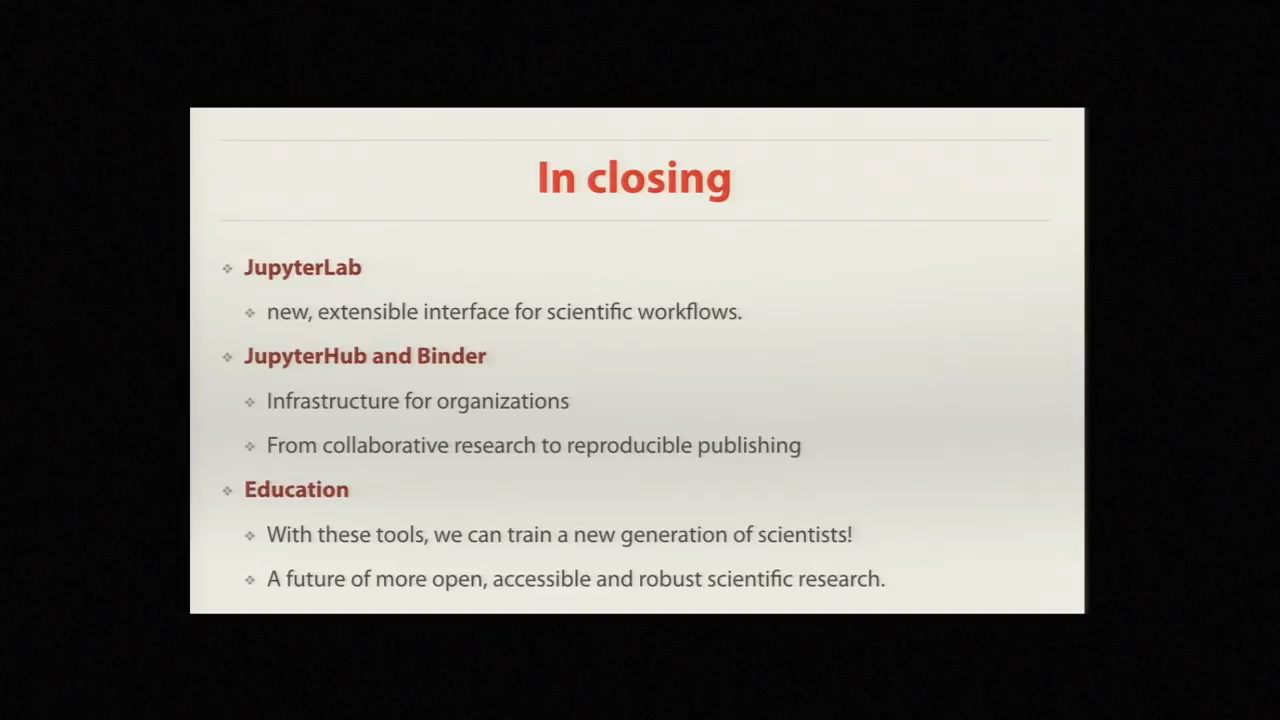 In closing
JupyterLab
new, extensible interface for scientific workflows.
JupyterHub and Binder
Infrastructure for organizations
From collaborative research to reproducible publishing
Education
With these tools, we can train a new generation of scientists!
A future of more open, accessible and robust scientific research.